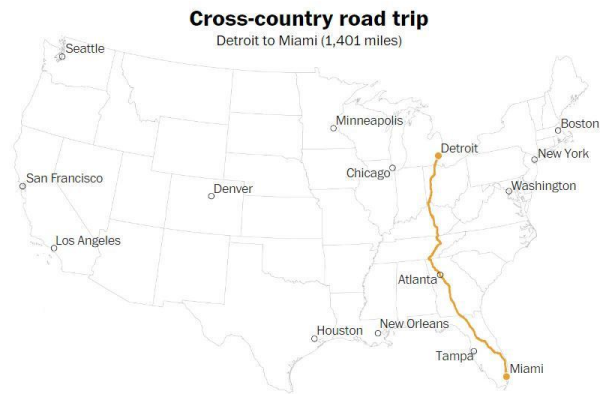 Cross-country road trip
Detroit to Miami (1,401 miles)
Seattle
Minneapolis
Boston
Detroit
New York
Chicago
San Francisco
Denver
Washington
Los Angeles
Atlanta
Houston
New Orleans
Tampa
Miami